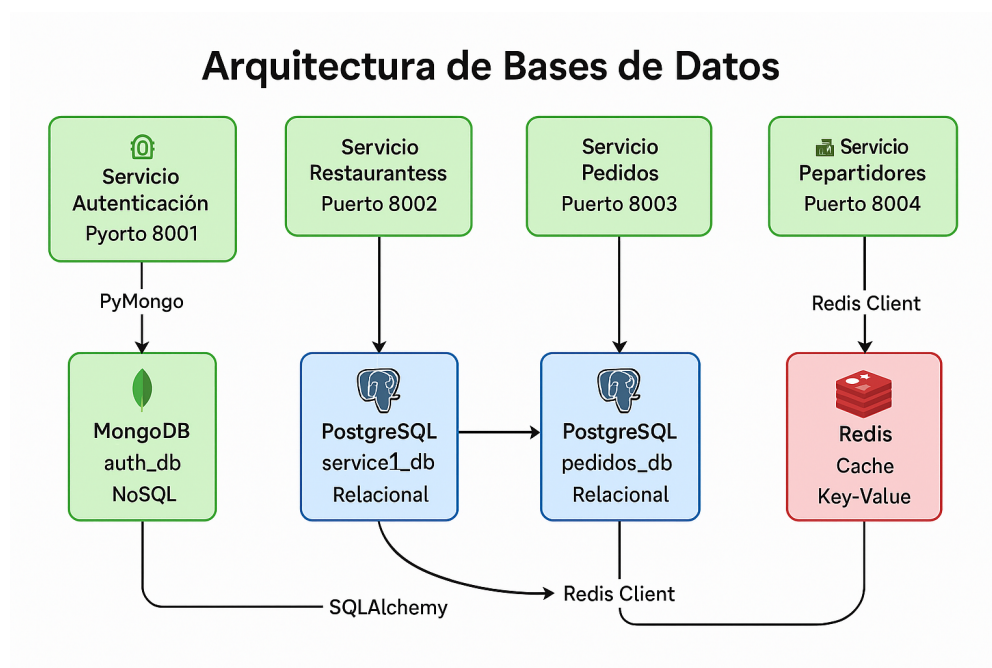 Arquitectura de Bases de Datos
Servicio
Autenticación
Pyorto 8001
Servicio
Restaurantess
Puerto 8002
Servicio
Pedidos
Puerto 8003
Servicio
Pepartidores
Puerto 8004
PyMongo
Redis Client
MongoDB
auth_db
NoSQL
PostgreSQL
service1_db
Relacional
PostgreSQL
pedidos_db
Relacional
Redis
Cache
Key-Value
SQLAlchemy
Redis Client